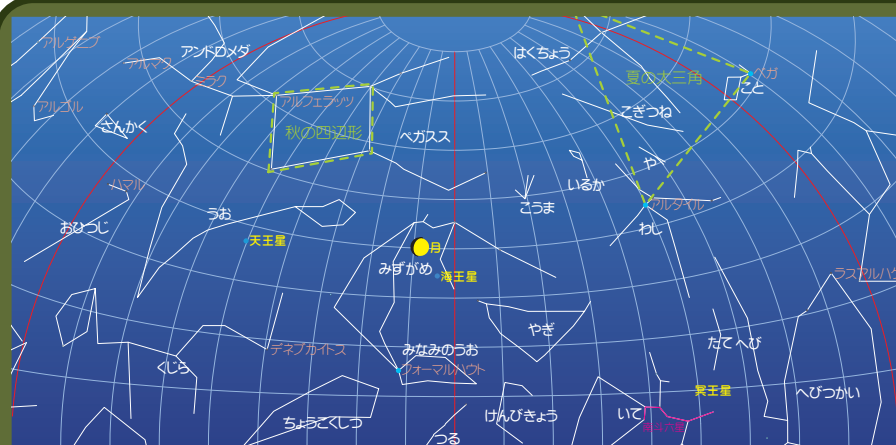 アルゲニブ
アンドロメダ
はくちょう
アルマク
ミラク
夏の大三角
ベガ
こと
アルゴル
アルフェラッツ
こぎつね
さんかく
秋の四辺形
ペガスス
や
ハマル
いるか
こうま
アルタイル
わし
おひつじ
うお
天王星
月
みずがめ
海王星
ラスアルハゲ
やぎ
デネブカイトス
みなみのうお
たてへび
くじら
フォーマルハウト
冥王星
へびつかい
ちょうこくしつ
けんびきょう
いて
南斗六星
つる